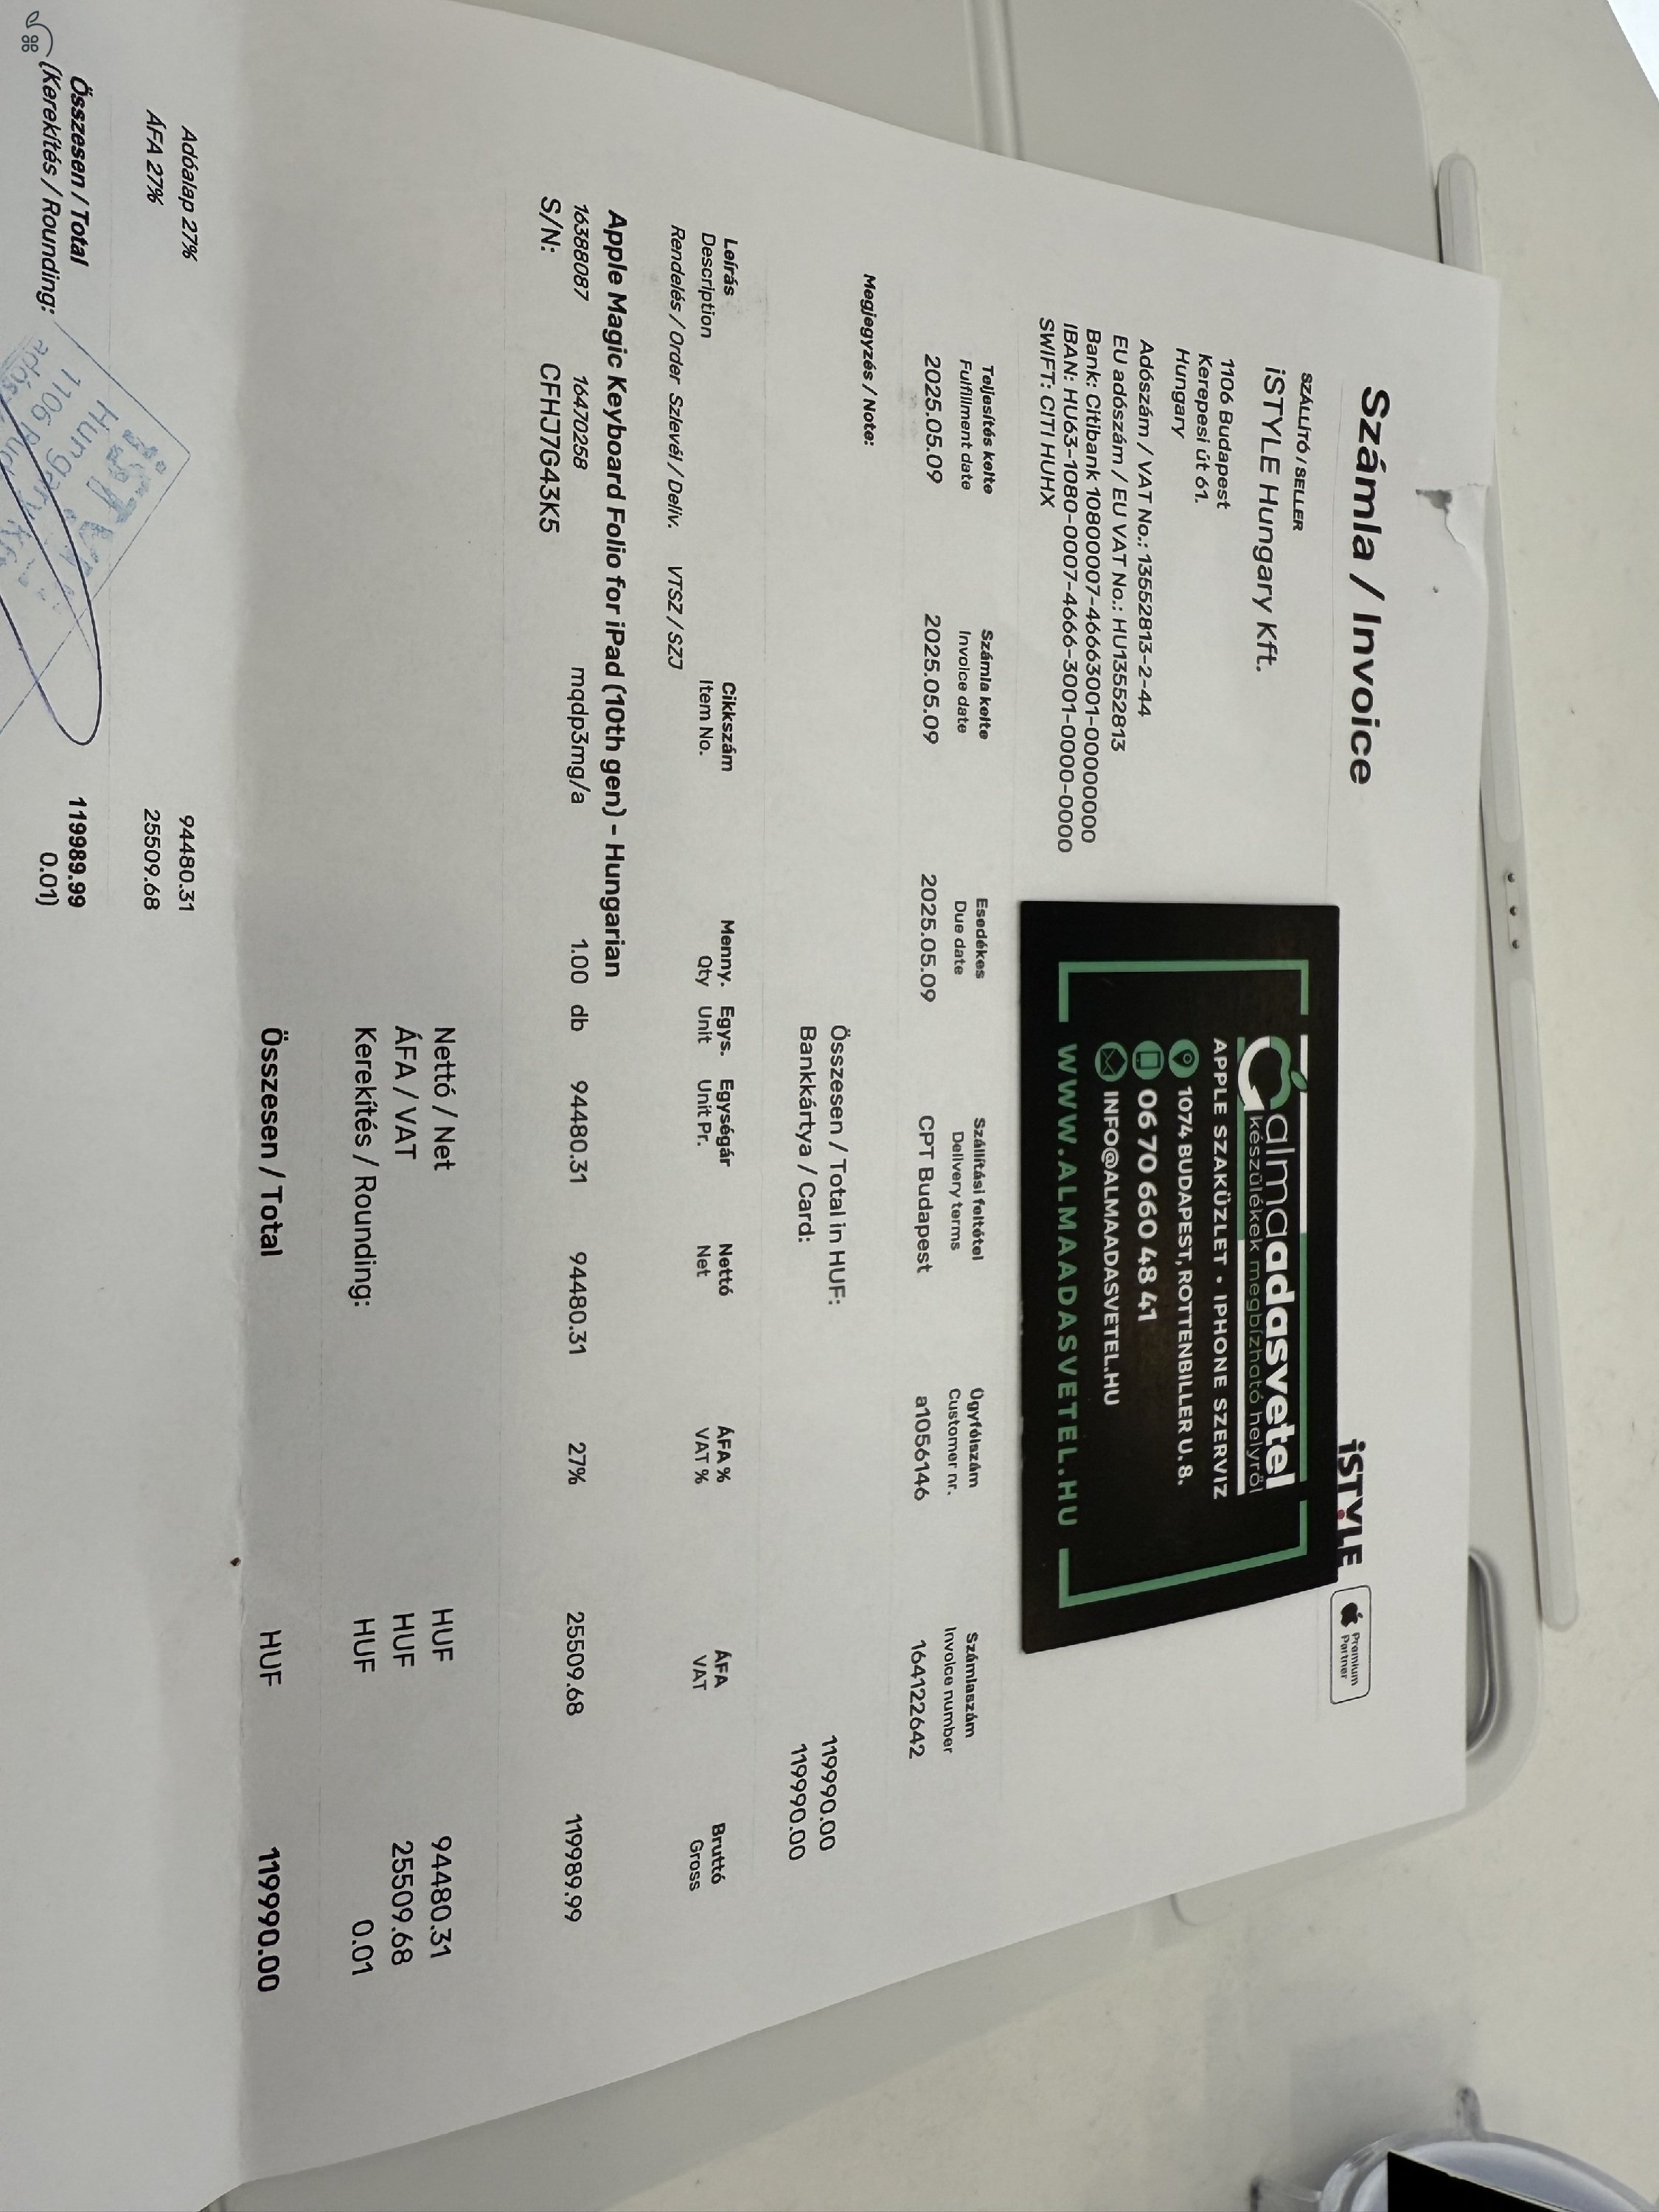 Számla / Invoice
iSTYLE
Premium
Partner
SZÁLLÍTÓ / SELLER
iSTYLE Hungary Kft.
1106 Budapest
Kerepesi út 61.
Hungary
Adószám / VAT No.: 13552813-2-44
EU adószám / EU VAT No.: HU13552813
Bank: Citibank 10800007-46663001-00000000
IBAN: HU63-1080-0007-4666-3001-0000-0000
SWIFT: CITI HUHX
almaadasvetel
készülékek megbízható helyről
APPLE SZAKÜZLET • IPHONE SZERVIZ
1074 BUDAPEST, ROTTENBILLER U. 8.
06 70 660 48 41
INFO@ALMAADASVETEL.HU
WWW.ALMAADASVETEL.HU
Teljesítés kelte Számla kelte Esedékes Szállítási feltétel Ügyfélszám Számlaszám
Fulfillment date Invoice date Due date Delivery terms Customer nr. Invoice number
2025.05.09 2025.05.09 2025.05.09 CPT Budapest a1056146 164122642
Megjegyzés / Note:
Összesen / Total in HUF: 119990.00
Bankkártya / Card: 119990.00
Leírás Cikkszám Menny. Egys. Egységár Nettó ÁFA % ÁFA Bruttó
Description Item No. Qty Unit Unit Pr. Net VAT % VAT Gross
Rendelés / Order Szlevél / Deliv. VTSZ / SZJ
Apple Magic Keyboard Folio for iPad (10th gen) - Hungarian
16388087 16470258 mqdp3mg/a 1.00 db 94480.31 94480.31 27% 25509.68 119989.99
S/N: CFHJ7G43K5
Nettó / Net HUF 94480.31
ÁFA / VAT HUF 25509.68
Kerekítés / Rounding: HUF 0.01
Összesen / Total HUF 119990.00
Adóalap 27% 94480.31
ÁFA 27% 25509.68
Összesen / Total 119989.99
(Kerekítés / Rounding: 0.01)
iSTYLE
Hungary Kft.
1106